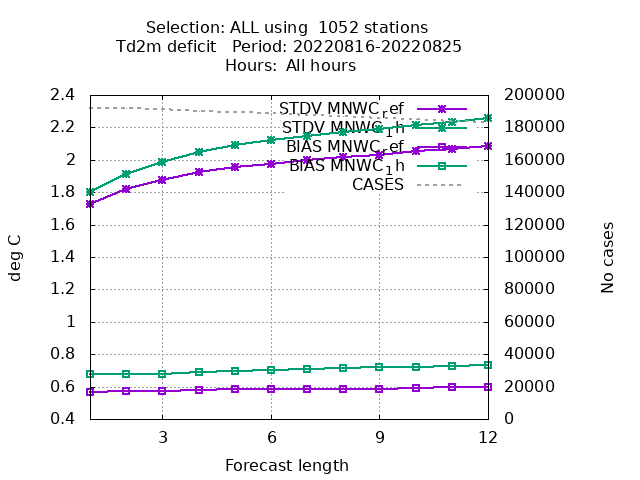 Selection: ALL using  1052 stations
Td2m deficit   Period: 20220816-20220825
Hours:  All hours
STDV MNWC_ref
STDV MNWC_1h
BIAS MNWC_ref
BIAS MNWC_1h
CASES
2.4
2.2
2
1.8
1.6
1.4
1.2
1
0.8
0.6
0.4
deg C
200000
180000
160000
140000
120000
100000
80000
60000
40000
20000
0
No cases
3 6 9 12
Forecast length